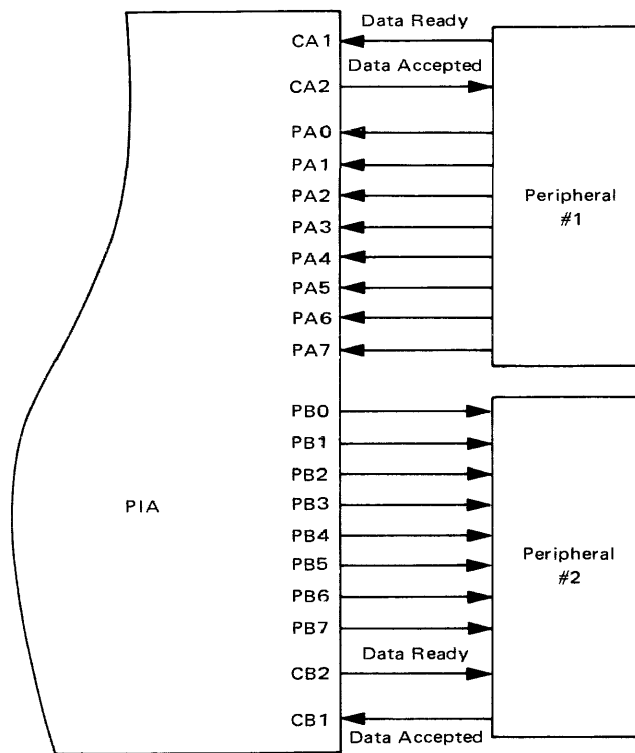 Data Ready
CA1
Data Accepted
CA2
PA0
PA1
PA2
Peripheral
#1
PA3
PA4
PA5
PA6
PA7
PB0
PB1
PB2
PB3
PIA
PB4
Peripheral
#2
PB5
PB6
PB7
Data Ready
CB2
CB1
Data Accepted